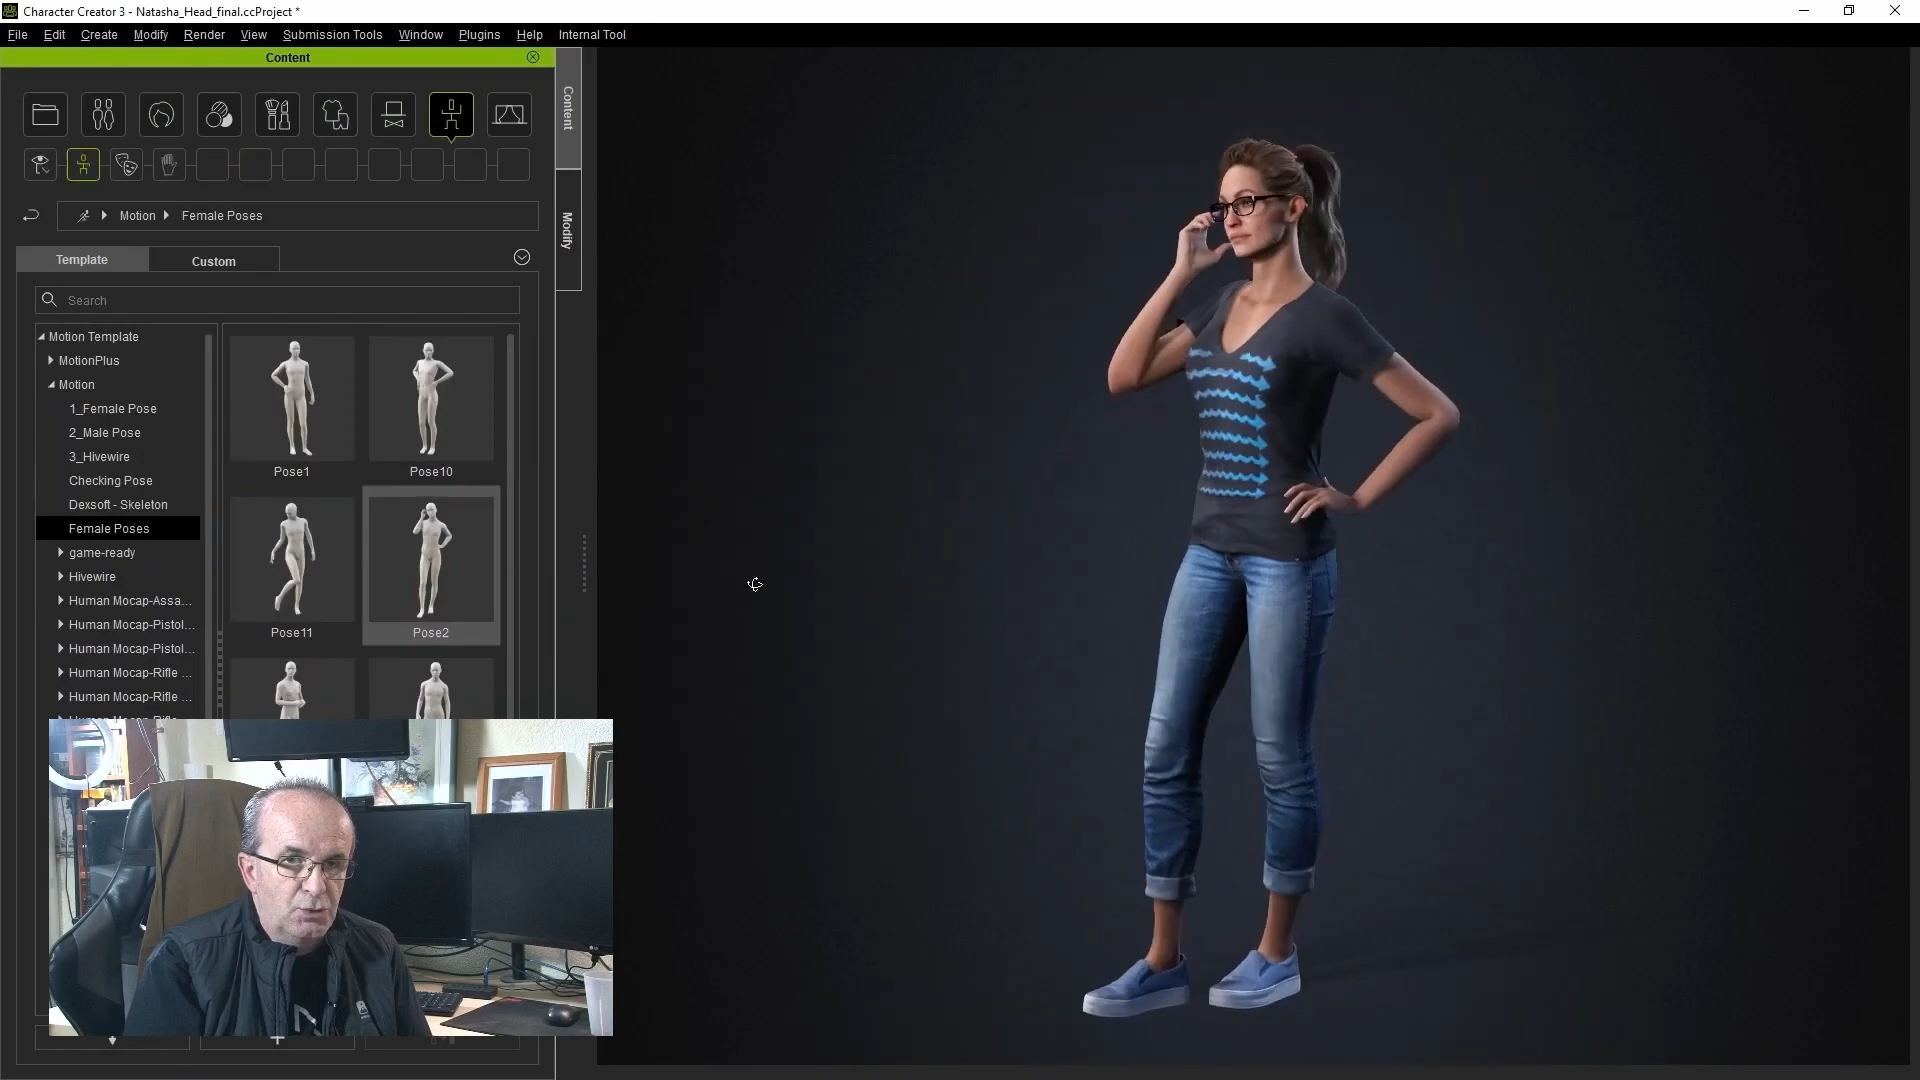 Character Creator 3 - Natasha_Head_final.ccProject *
File Edit Create Modify Render View Submission Tools Window Plugins Help Internal Tool
Content
Content
Modify
Motion Female Poses
Template Custom
Search
Motion Template
MotionPlus
Motion
1_Female Pose
2_Male Pose
3_Hivewire
Checking Pose
Dexsoft - Skeleton
Female Poses
game-ready
Hivewire
Human Mocap-Assa...
Human Mocap-Pistol...
Human Mocap-Pistol...
Human Mocap-Rifle ...
Human Mocap-Rifle ...
Pose1 Pose10
Pose11 Pose2